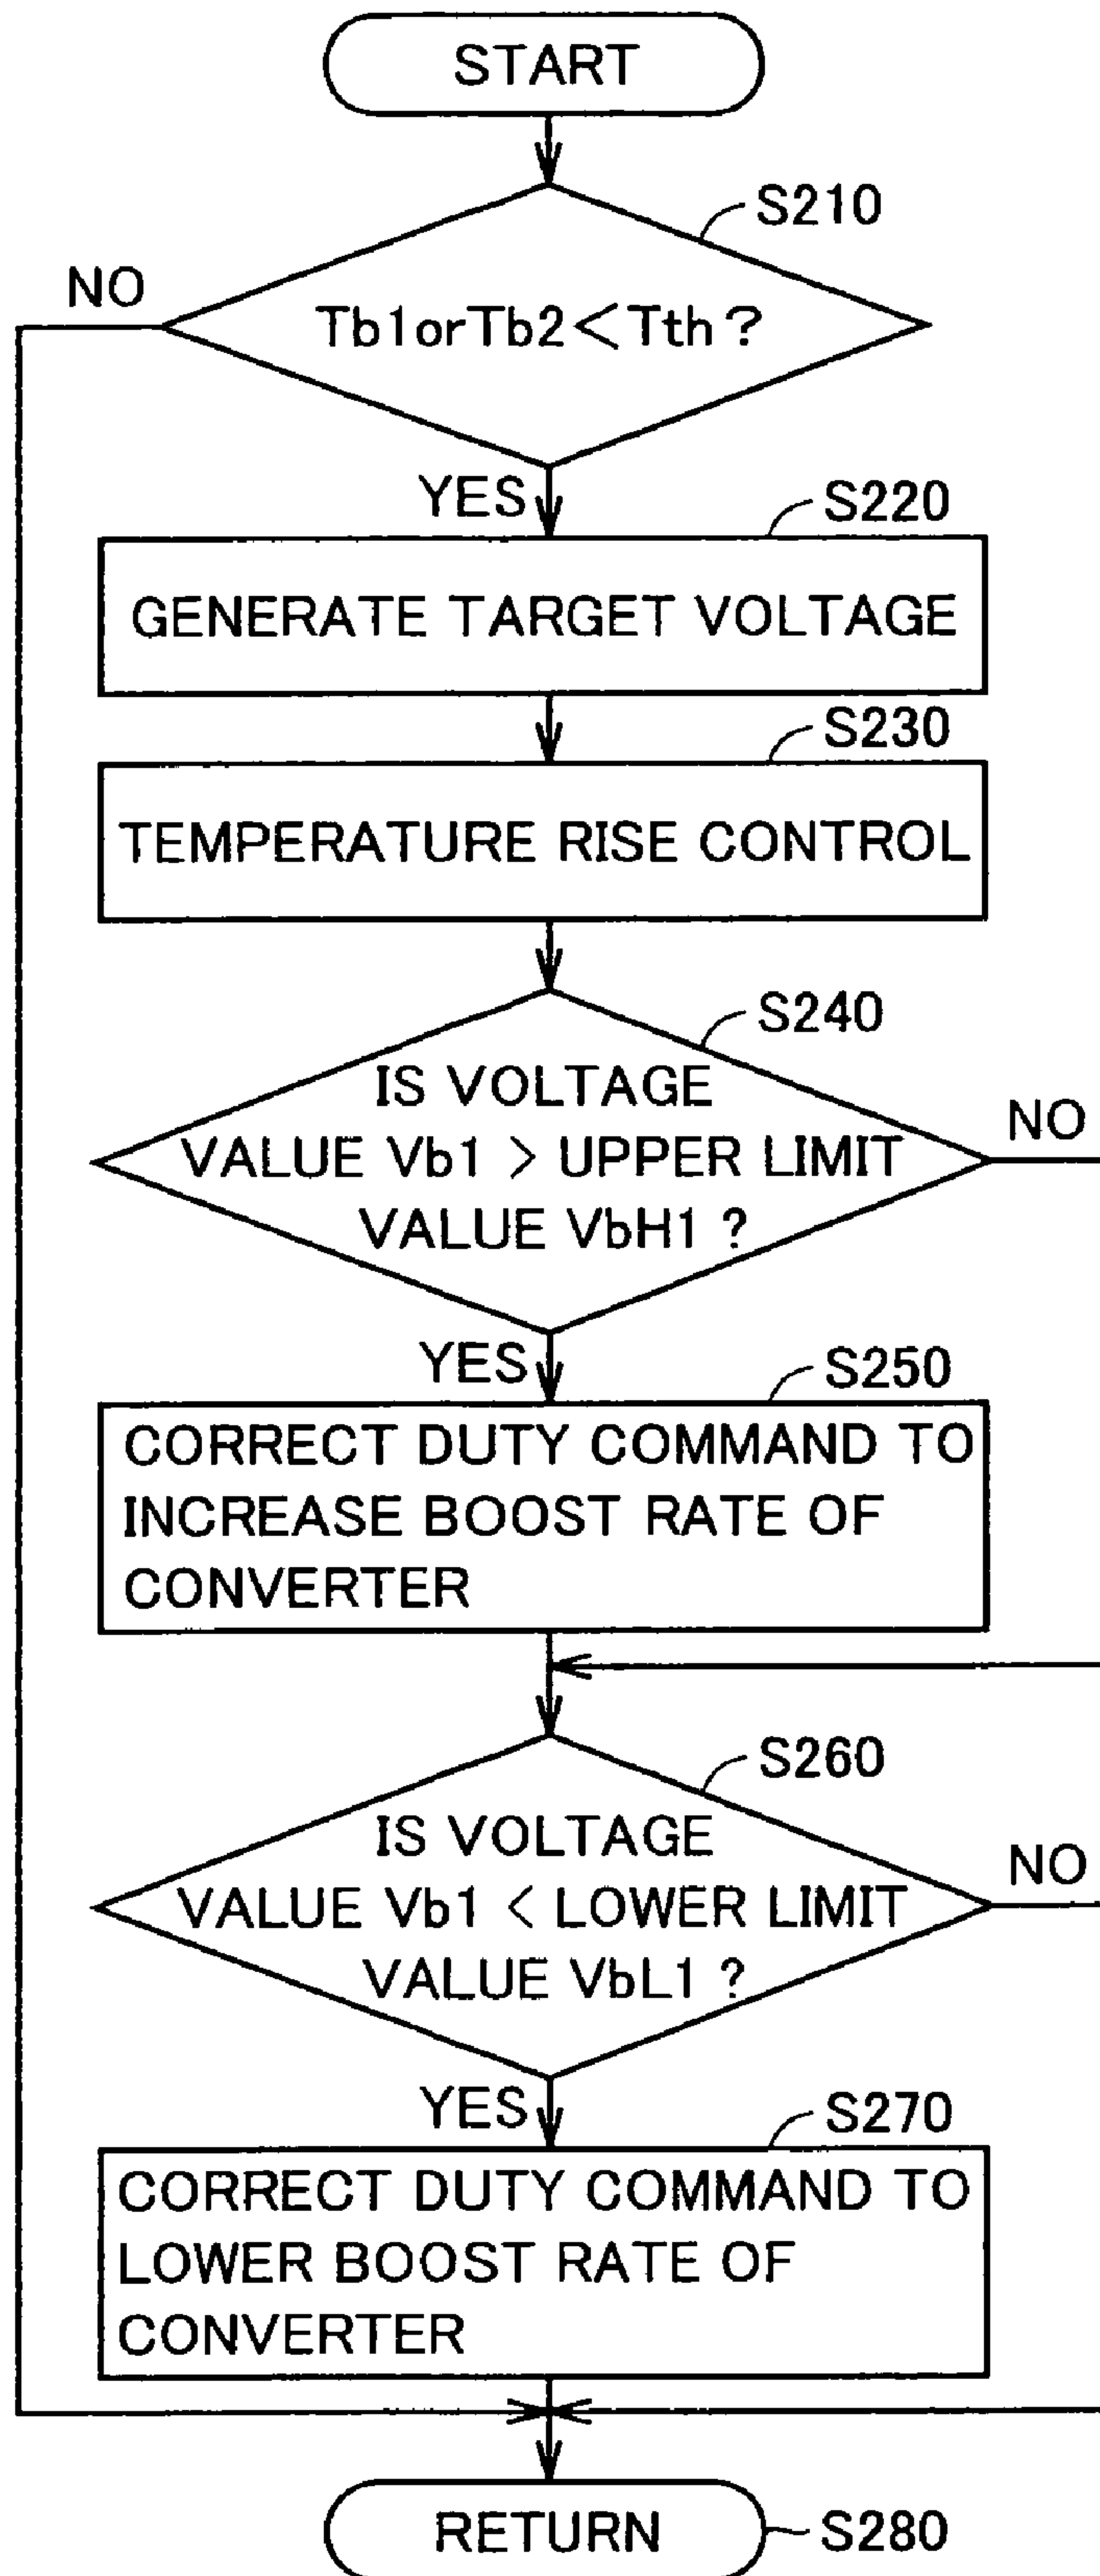 START
S210
NO
Tb1orTb2<Tth?
YES
S220
GENERATE TARGET VOLTAGE
S230
TEMPERATURE RISE CONTROL
S240
IS VOLTAGE
NO
VALUE Vb1 > UPPER LIMIT
VALUE VbH1 ?
YES
S250
CORRECT DUTY COMMAND TO
INCREASE BOOST RATE OF
CONVERTER
S260
IS VOLTAGE
NO
VALUE Vb1 < LOWER LIMIT
VALUE VbL1 ?
YES
S270
CORRECT DUTY COMMAND TO
LOWER BOOST RATE OF
CONVERTER
RETURN
S280